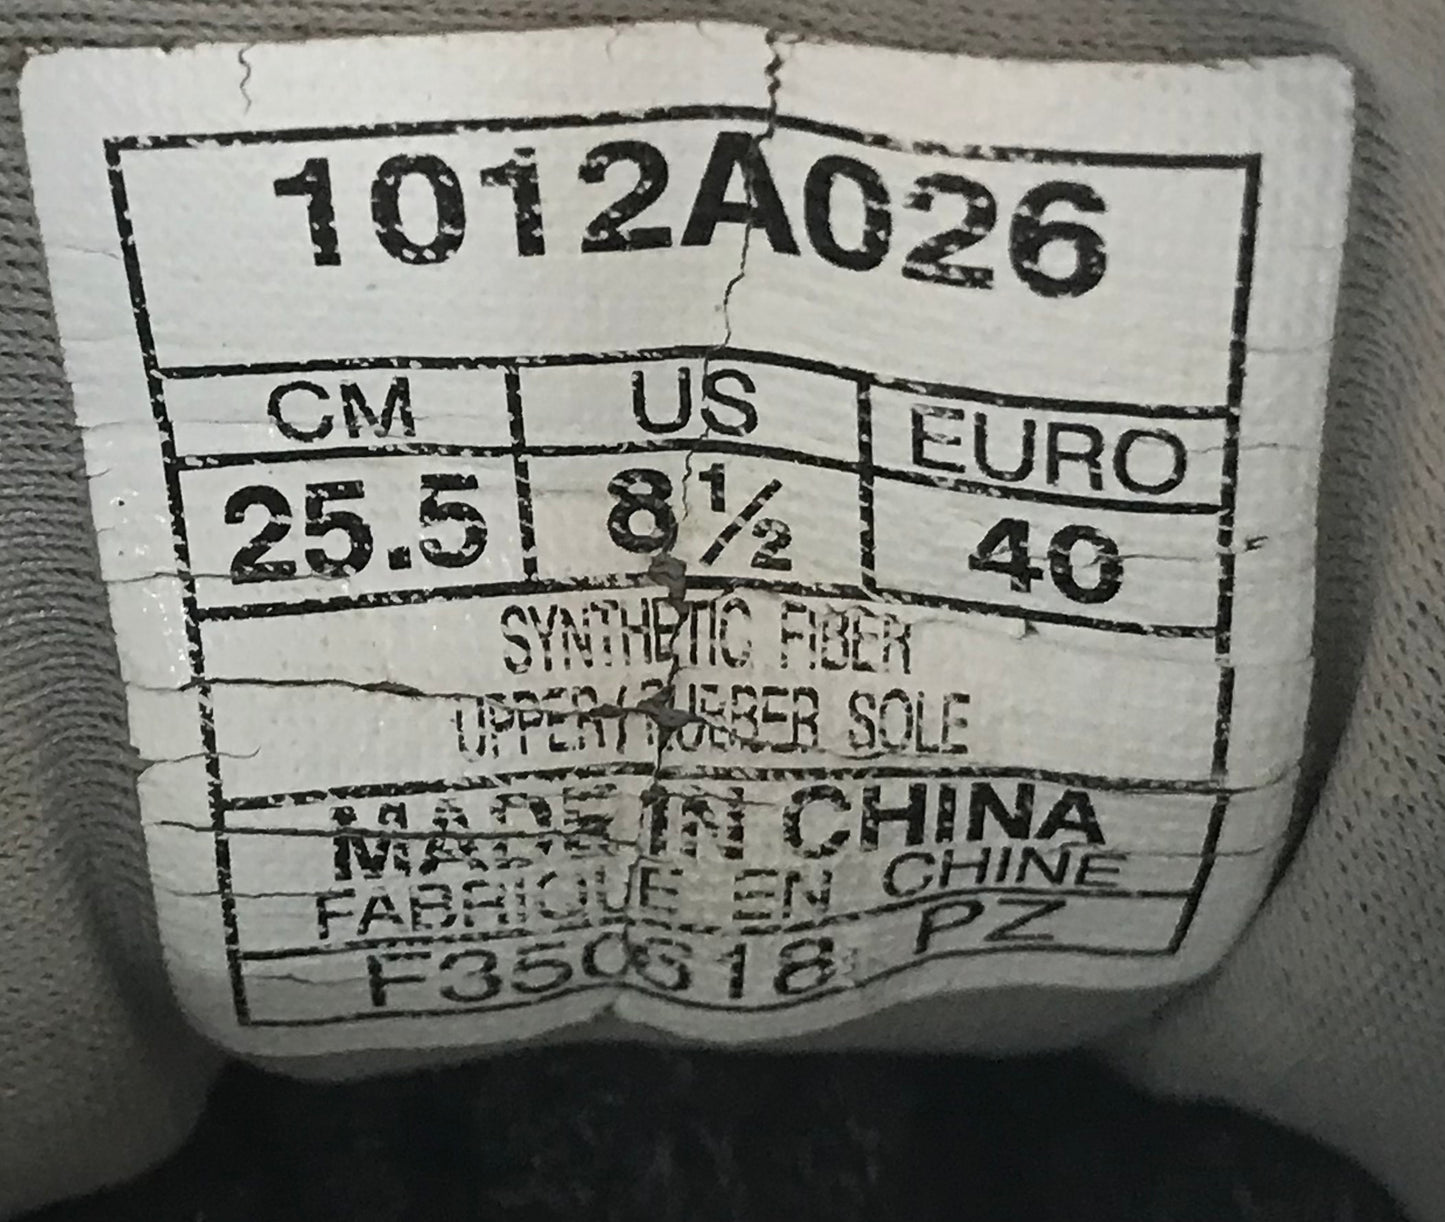 1012A026
CM US EURO
25.5 8½ 40
SYNTHETIC FIBER
UPPER/RUBBER SOLE
MADE IN CHINA
FABRIQUE EN CHINE
PZ